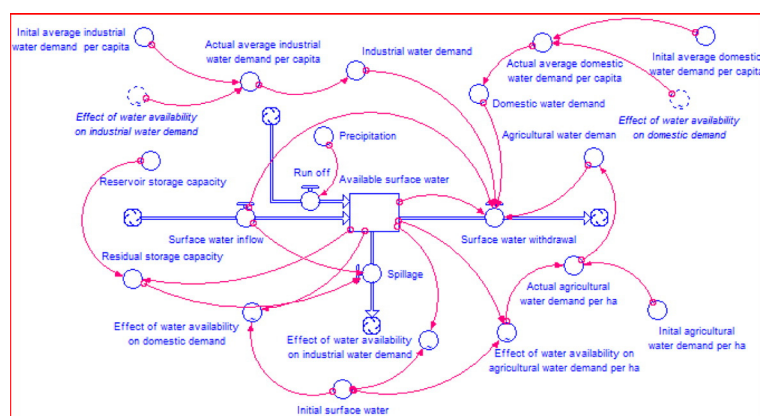 Inital average industrial
water demand per capita
Actual average industrial
water demand per capita
Industrial water demand
Actual average domestic
water demand per capita
Inital average domestic
water demand per capita
Domestic water demand
Effect of water availability
on industrial water demand
Effect of water availability
on domestic demand
Precipitation
Agricultural water deman
Reservoir storage capacity
Run off
Available surface water
Surface water inflow
Surface water withdrawal
Residual storage capacity
Spillage
Actual agricultural
water demand per ha
Effect of water availability
on domestic demand
Effect of water availability
on industrial water demand
Effect of water availability on
agricultural water demand per ha
Inital agricultural
water demand per ha
Initial surface water